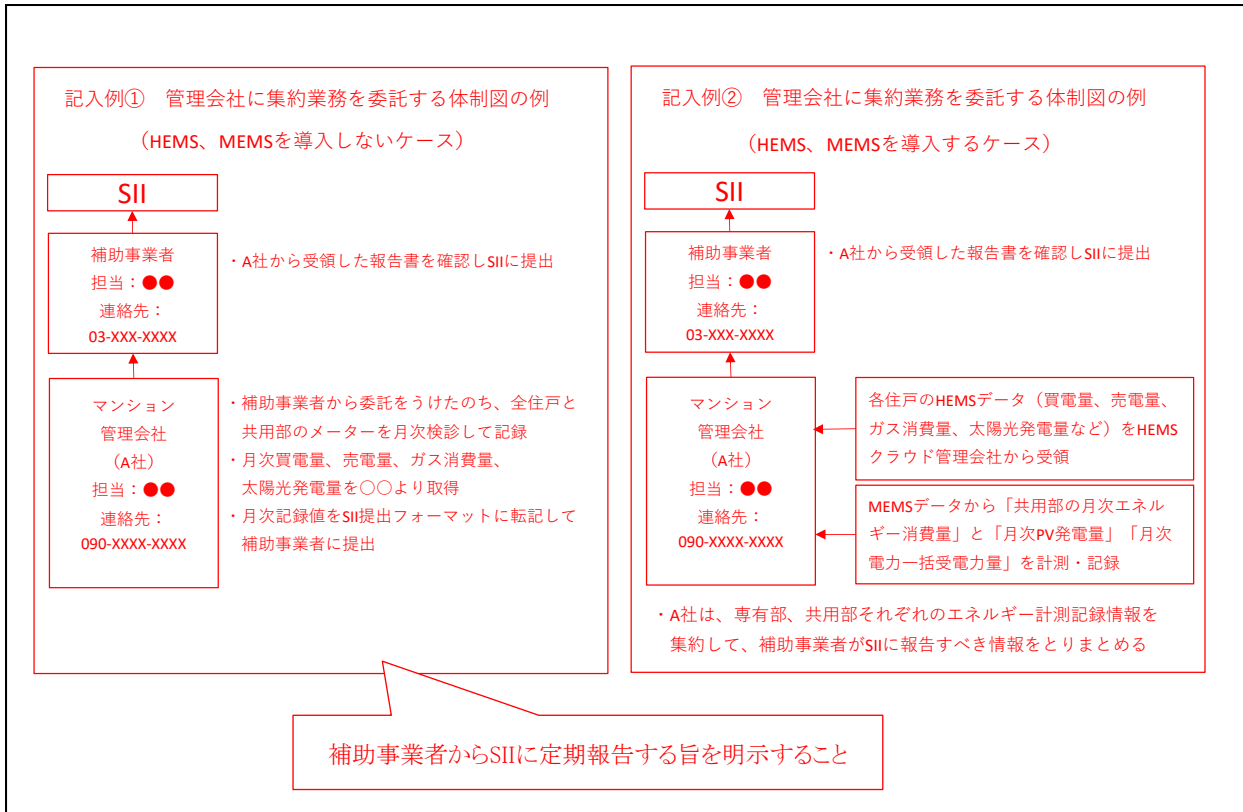 記入例① 管理会社に集約業務を委託する体制図の例
（HEMS、MEMSを導入しないケース）
SII
補助事業者
担当：●●
連絡先：
03-XXX-XXXX
・A社から受領した報告書を確認しSIIに提出
マンション
管理会社
（A社）
担当：●●
連絡先：
090-XXXX-XXXX
・補助事業者から委託をうけたのち、全住戸と
共用部のメーターを月次検診して記録
・月次買電量、売電量、ガス消費量、
太陽光発電量を○○より取得
・月次記録値をSII提出フォーマットに転記して
補助事業者に提出
記入例② 管理会社に集約業務を委託する体制図の例
（HEMS、MEMSを導入するケース）
SII
補助事業者
担当：●●
連絡先：
03-XXX-XXXX
・A社から受領した報告書を確認しSIIに提出
マンション
管理会社
（A社）
担当：●●
連絡先：
090-XXXX-XXXX
各住戸のHEMSデータ（買電量、売電量、
ガス消費量、太陽光発電量など）をHEMS
クラウド管理会社から受領
MEMSデータから「共用部の月次エネル
ギー消費量」と「月次PV発電量」「月次
電力一括受電力量」を計測・記録
・A社は、専有部、共用部それぞれのエネルギー計測記録情報を
集約して、補助事業者がSIIに報告すべき情報をとりまとめる
補助事業者からSIIに定期報告する旨を明示すること